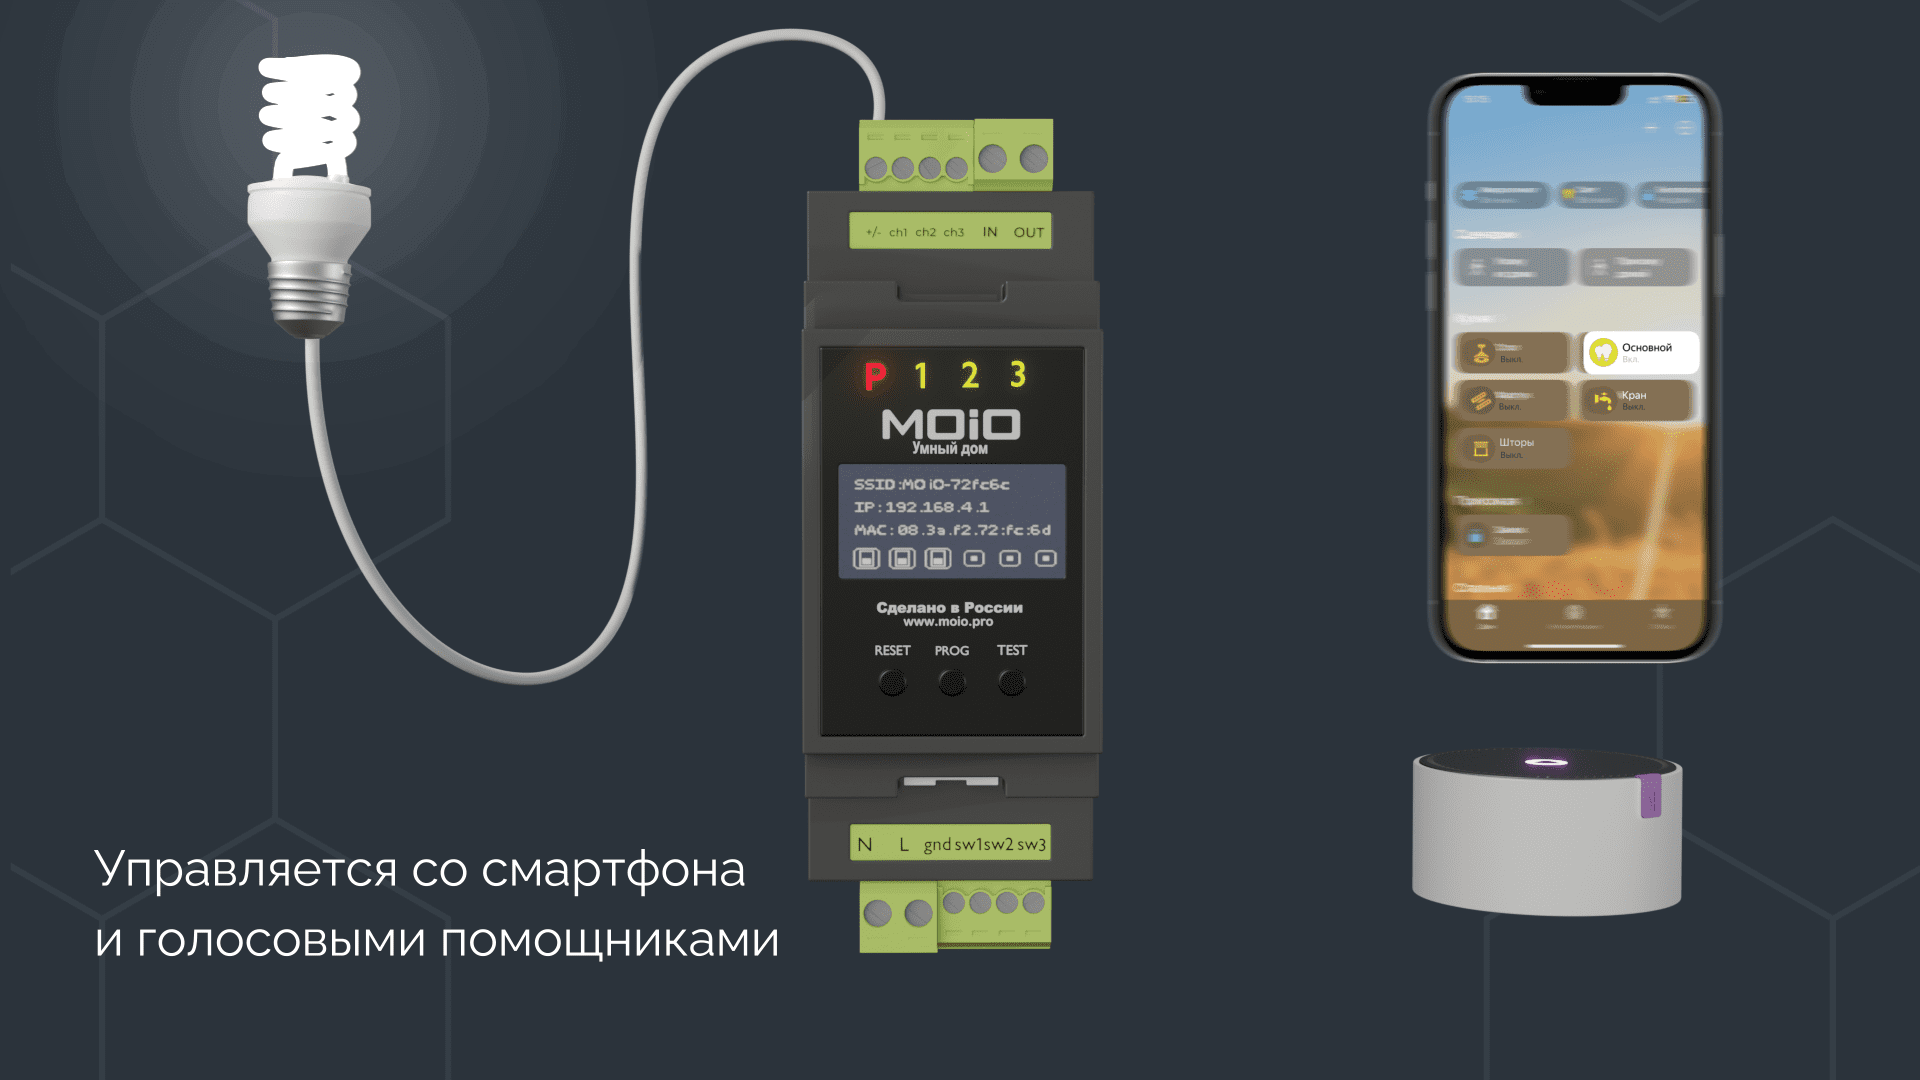 +/- ch1 ch2 ch3 IN OUT
P 1 2 3
MOiO
Умный дом
SSID:MOiO-72fc6c
IP:192.168.4.1
MAC:08.3a.f2.72:fc:6d
Сделано в России
www.moio.pro
RESET PROG TEST
N L gnd sw1 sw2 sw3
Управляется со смартфона
и голосовыми помощниками
Основной
Выкл. Вкл.
Кран
Выкл. Выкл.
Шторы
Выкл.